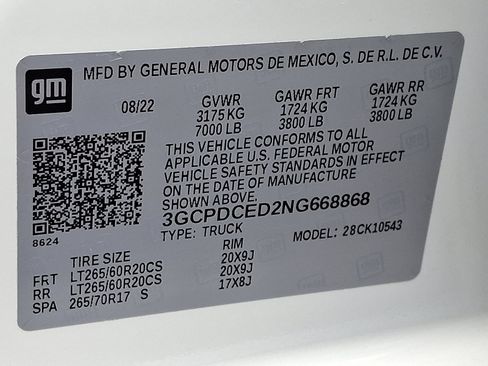 gm
MFD BY GENERAL MOTORS DE MEXICO, S. DE R.L. DE C.V.
08/22 GVWR GAWR FRT GAWR RR
3175 KG 1724 KG 1724 KG
7000 LB 3800 LB 3800 LB
THIS VEHICLE CONFORMS TO ALL
APPLICABLE U.S. FEDERAL MOTOR
VEHICLE SAFETY STANDARDS IN EFFECT
ON THE DATE OF MANUFACTURE
SHOWN ABOVE.
3GCPDCED2NG668868
8624
TYPE: TRUCK MODEL: 28CK10543
TIRE SIZE RIM
FRT LT265/60R20CS 20X9J
RR LT265/60R20CS 20X9J
SPA 265/70R17 S 17X8J